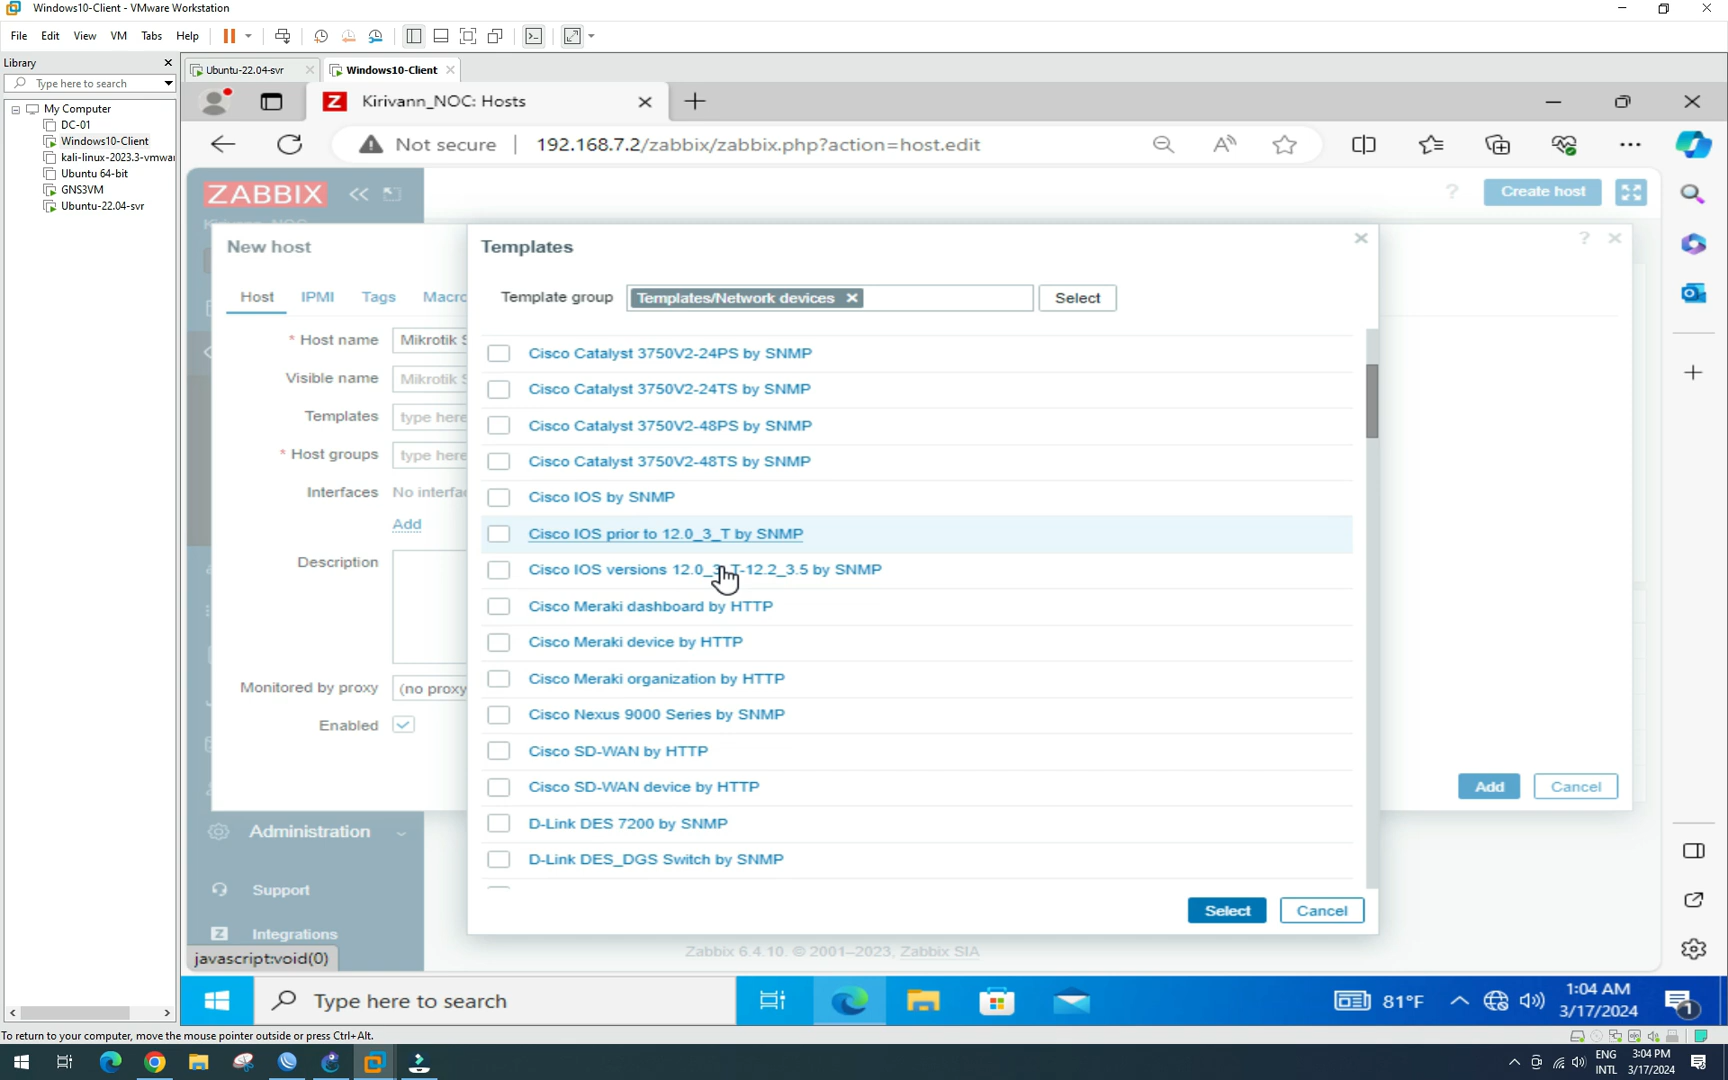 Windows10-Client - VMware Workstation
File Edit View VM Tabs Help
Library
Type here to search
My Computer
DC-01
Windows10-Client
kali-linux-2023.3-vmwar
Ubuntu 64-bit
GNS3VM
Ubuntu-22.04-svr
Ubuntu-22.04-svr
Windows10-Client
Z Kirivann_NOC: Hosts
Not secure 192.168.7.2/zabbix/zabbix.php?action=host.edit
ZABBIX
Create host
New host
Host IPMI Tags Macro
* Host name Mikrotik S
Visible name Mikrotik S
Templates type here
* Host groups type here
Interfaces No interfac
Add
Description
Monitored by proxy (no proxy
Enabled
Templates
Template group Templates/Network devices Select
Cisco Catalyst 3750V2-24PS by SNMP
Cisco Catalyst 3750V2-24TS by SNMP
Cisco Catalyst 3750V2-48PS by SNMP
Cisco Catalyst 3750V2-48TS by SNMP
Cisco IOS by SNMP
Cisco IOS prior to 12.0_3_T by SNMP
Cisco IOS versions 12.0_3_T-12.2_3.5 by SNMP
Cisco Meraki dashboard by HTTP
Cisco Meraki device by HTTP
Cisco Meraki organization by HTTP
Cisco Nexus 9000 Series by SNMP
Cisco SD-WAN by HTTP
Cisco SD-WAN device by HTTP
D-Link DES 7200 by SNMP
D-Link DES_DGS Switch by SNMP
Select Cancel
Add Cancel
Administration
Support
Z Integrations
javascript:void(0)
Zabbix 6.4.10. © 2001–2023, Zabbix SIA
Type here to search
81°F
1:04 AM
3/17/2024
1
To return to your computer, move the mouse pointer outside or press Ctrl+Alt.
ENG
INTL
3:04 PM
3/17/2024